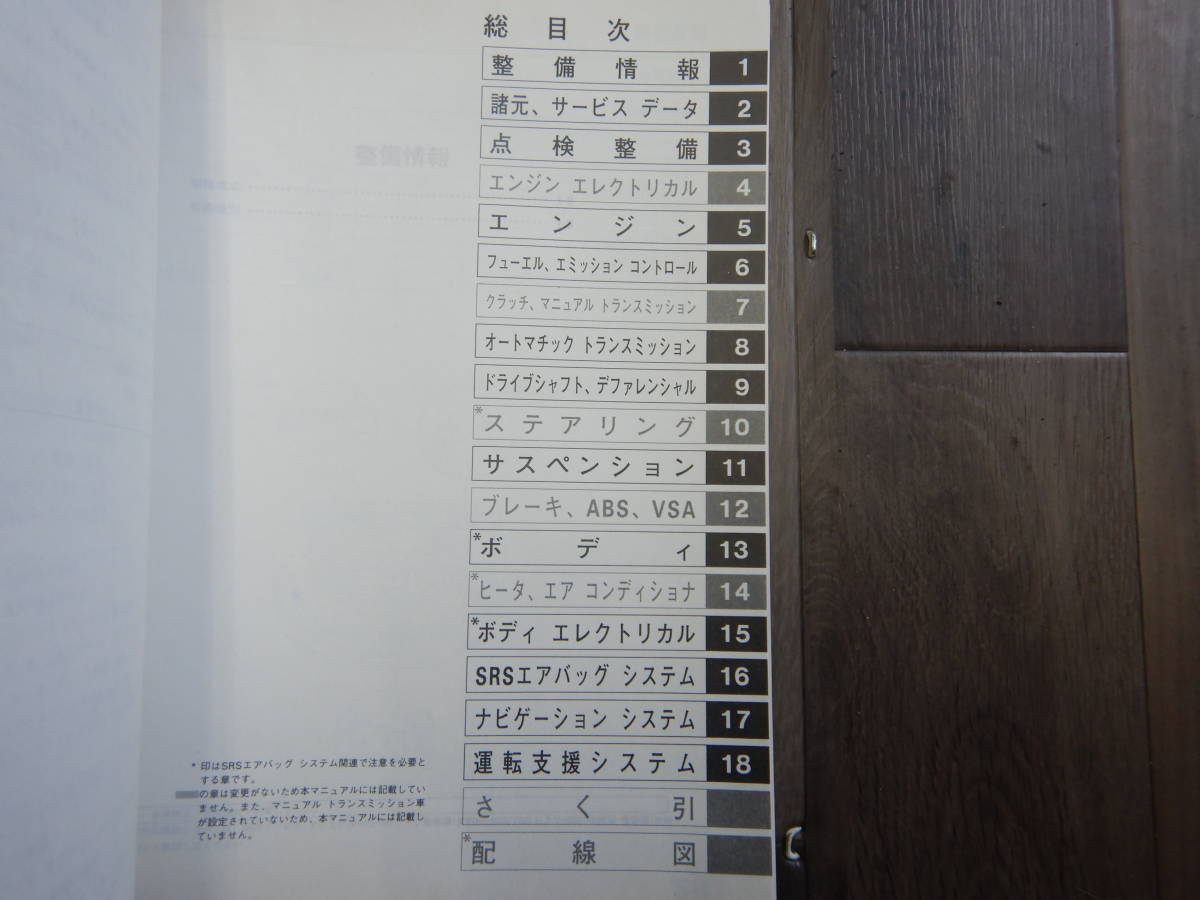 総目次
整備情報 1
諸元、サービス データ 2
点検整備 3
エンジン エレクトリカル 4
エンジン 5
フューエル、エミッション コントロール 6
クラッチ、マニュアル トランスミッション 7
オートマチック トランスミッション 8
ドライブシャフト、デファレンシャル 9
*ステアリング 10
サスペンション 11
ブレーキ、ABS、VSA 12
*ボディ 13
*ヒータ、エア コンディショナ 14
*ボディ エレクトリカル 15
SRSエアバッグ システム 16
ナビゲーション システム 17
運転支援システム 18
さく引
*配線図
* 印はSRSエアバッグ システム関連で注意を必要と
する章です。
の章は変更がないため本マニュアルには記載してい
ません。また、マニュアル トランスミッション車
が設定されていないため、本マニュアルには記載し
ていません。